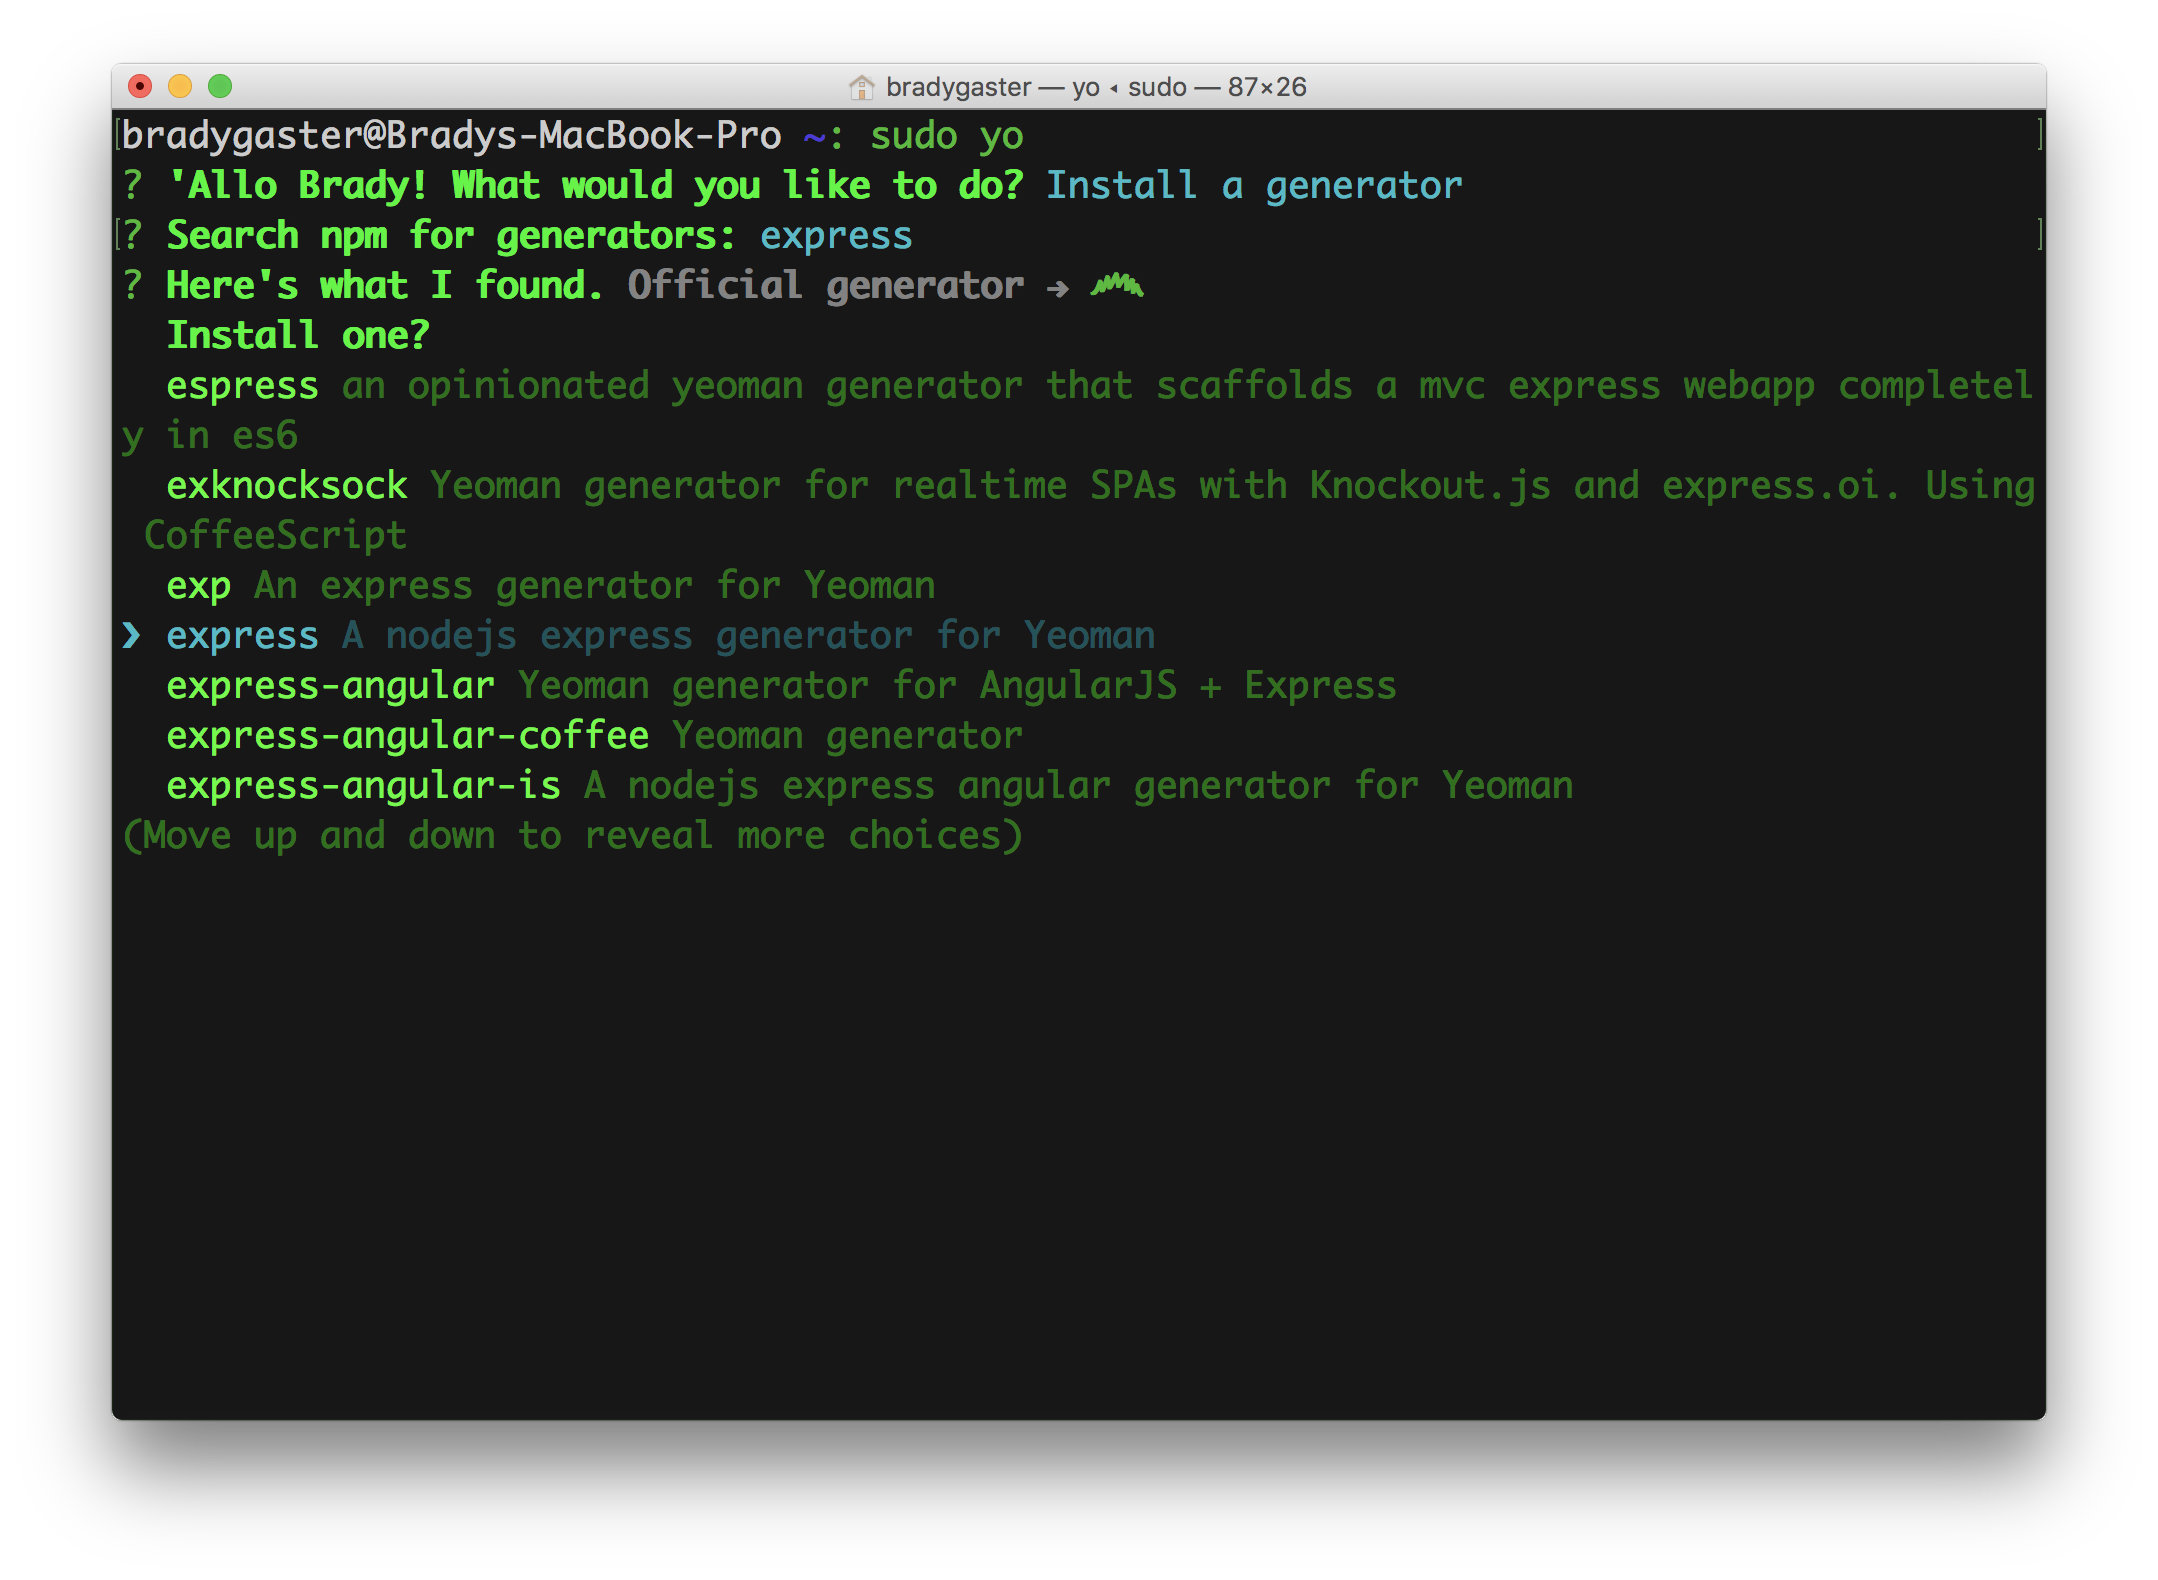 bradygaster — yo ◂ sudo — 87×26
bradygaster@Bradys-MacBook-Pro ~: sudo yo
? 'Allo Brady! What would you like to do? Install a generator
? Search npm for generators: express
? Here's what I found. Official generator →
Install one?
espress an opinionated yeoman generator that scaffolds a mvc express webapp completel
y in es6
exknocksock Yeoman generator for realtime SPAs with Knockout.js and express.oi. Using
CoffeeScript
exp An express generator for Yeoman
❯ express A nodejs express generator for Yeoman
express-angular Yeoman generator for AngularJS + Express
express-angular-coffee Yeoman generator
express-angular-is A nodejs express angular generator for Yeoman
(Move up and down to reveal more choices)